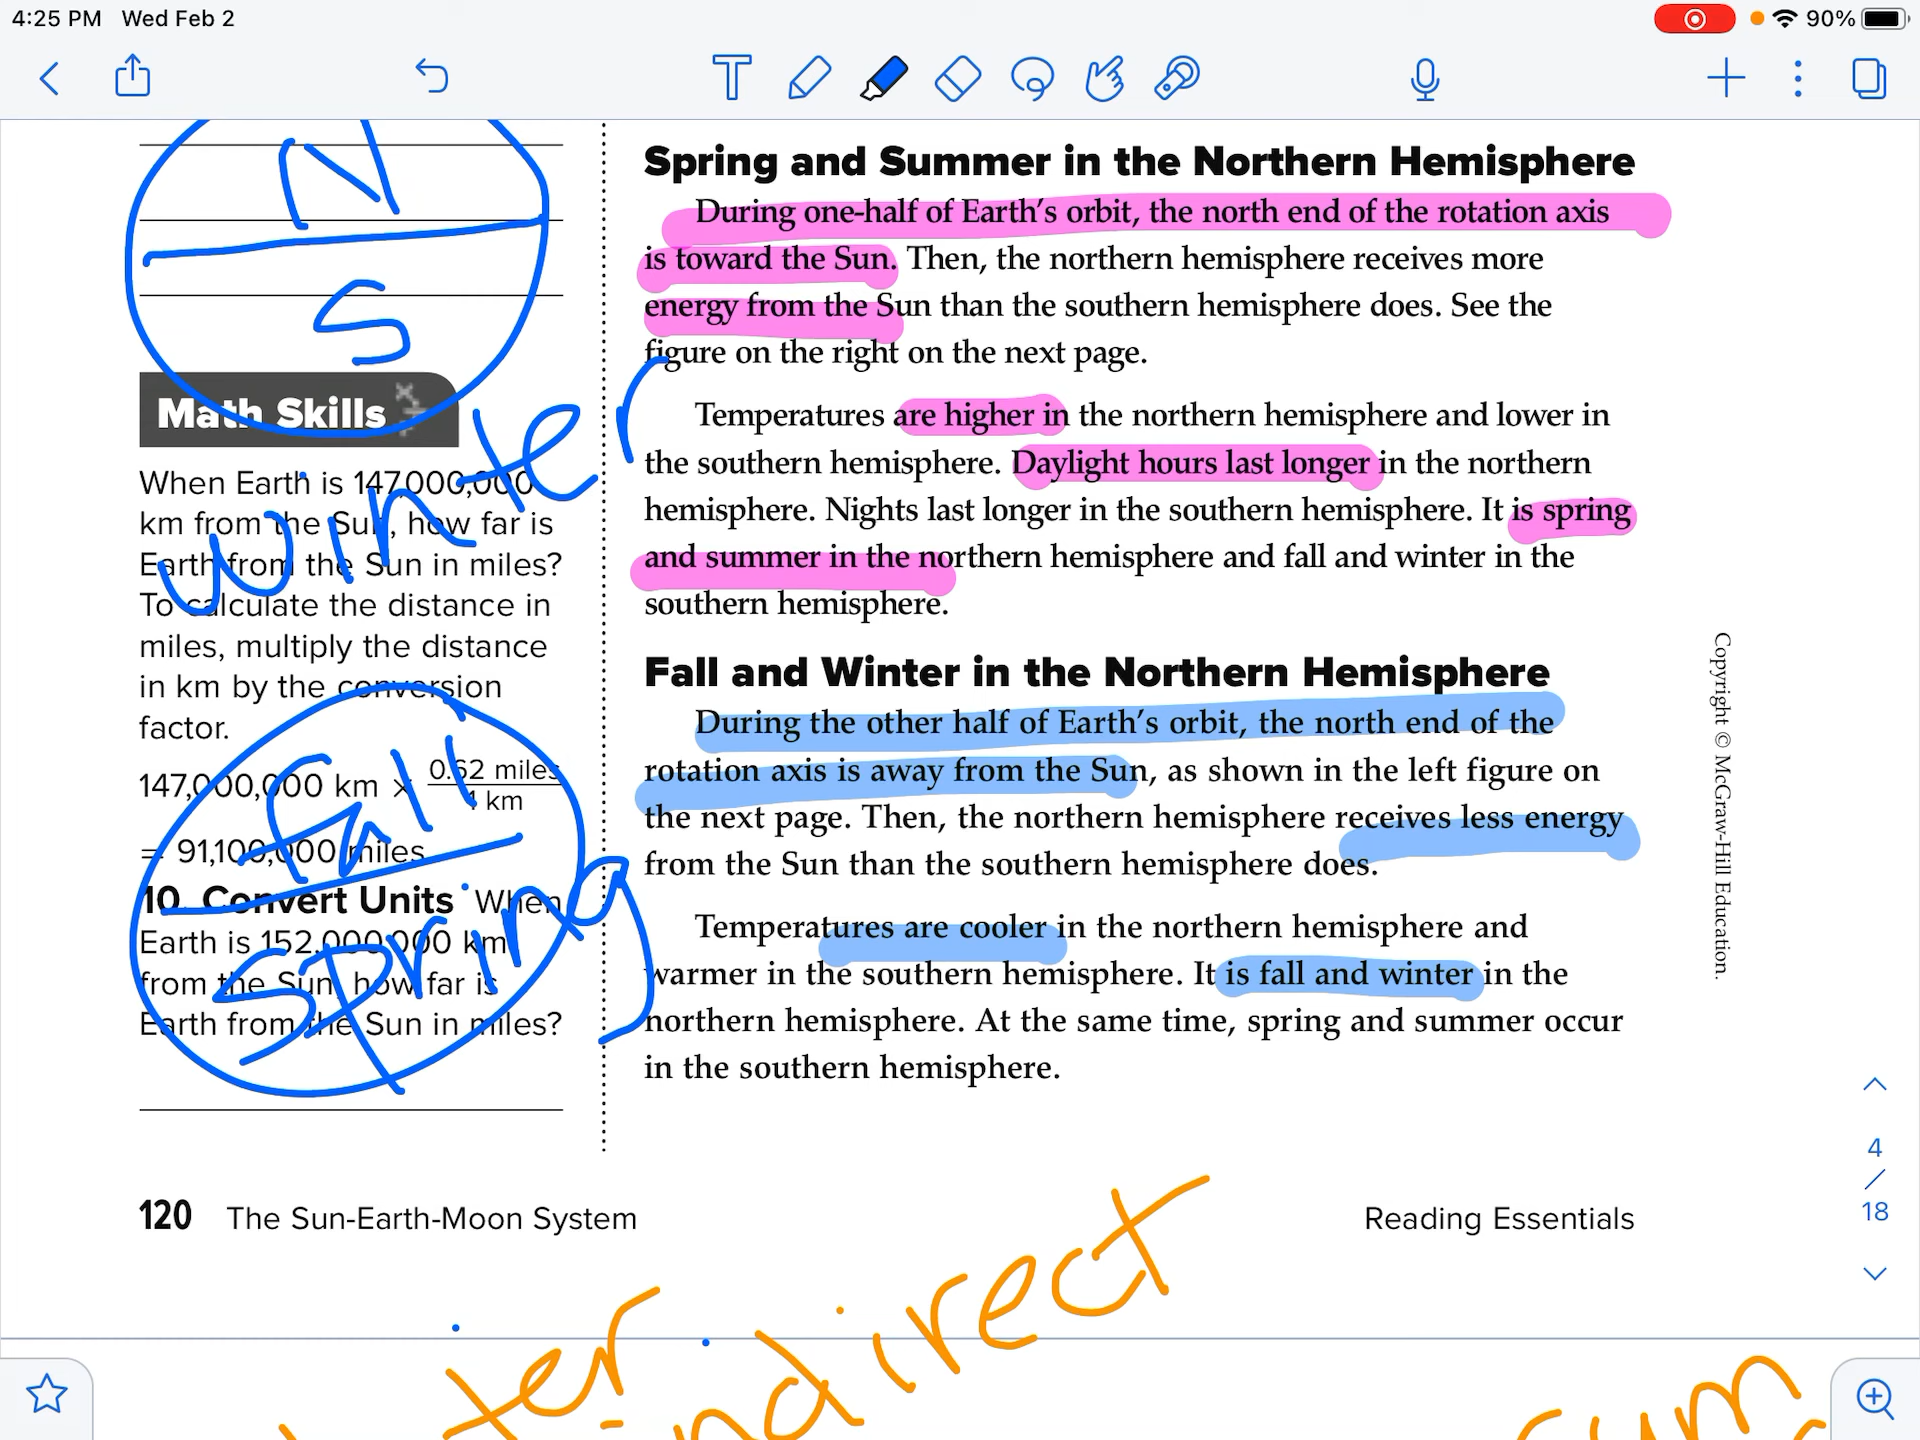 4:25 PM Wed Feb 2
90%
N
S
winter
Math Skills
When Earth is 147,000,000
km from the Sun, how far is
Earth from the Sun in miles?
To calculate the distance in
miles, multiply the distance
in km by the conversion
factor.
147,000,000 km × 0.62 miles
1 km
= 91,100,000 miles
10. Convert Units When
Earth is 152,000,000 km
from the Sun, how far is
Earth from the Sun in miles?
fall
spring
Spring and Summer in the Northern Hemisphere
During one-half of Earth's orbit, the north end of the rotation axis
is toward the Sun. Then, the northern hemisphere receives more
energy from the Sun than the southern hemisphere does. See the
figure on the right on the next page.
Temperatures are higher in the northern hemisphere and lower in
the southern hemisphere. Daylight hours last longer in the northern
hemisphere. Nights last longer in the southern hemisphere. It is spring
and summer in the northern hemisphere and fall and winter in the
southern hemisphere.
Fall and Winter in the Northern Hemisphere
During the other half of Earth's orbit, the north end of the
rotation axis is away from the Sun, as shown in the left figure on
the next page. Then, the northern hemisphere receives less energy
from the Sun than the southern hemisphere does.
Temperatures are cooler in the northern hemisphere and
warmer in the southern hemisphere. It is fall and winter in the
northern hemisphere. At the same time, spring and summer occur
in the southern hemisphere.
Copyright © McGraw-Hill Education.
4
/
18
120 The Sun-Earth-Moon System
Reading Essentials
ter
ndirect
sum